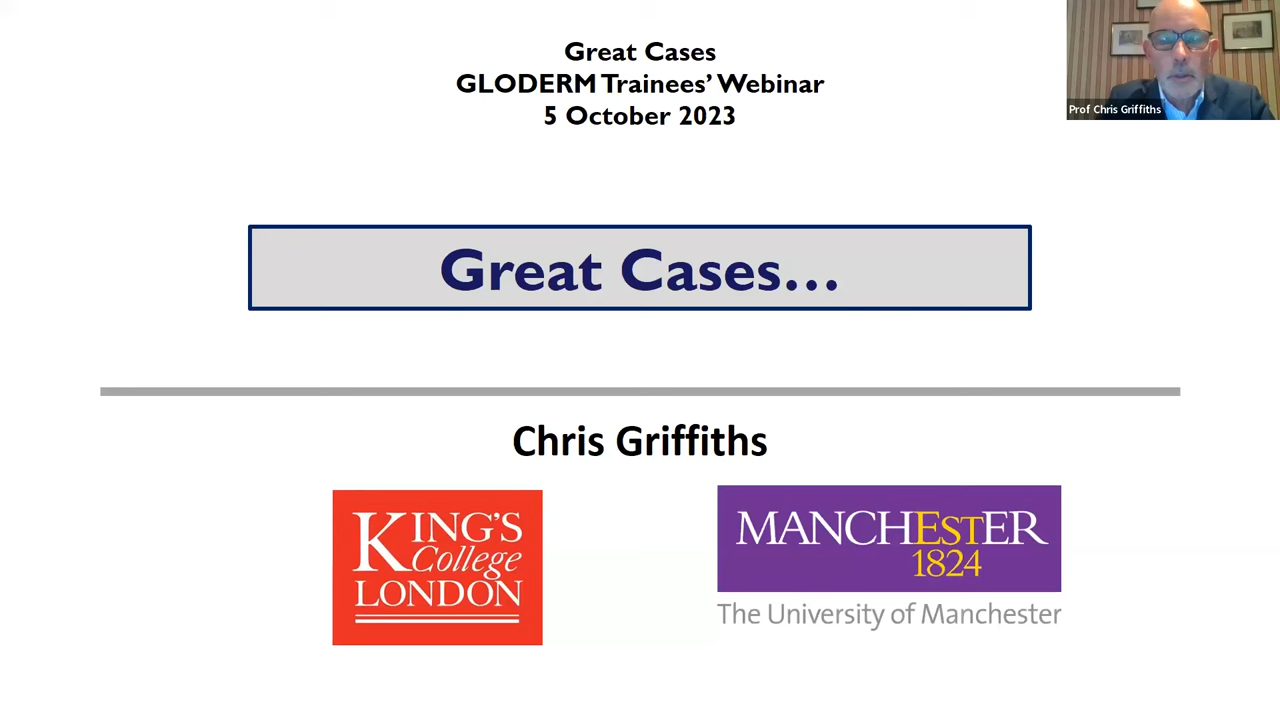 Great Cases
GLODERM Trainees' Webinar
5 October 2023
Prof Chris Griffiths
Great Cases...
Chris Griffiths
KING'S
College
LONDON
MANCHESTER
1824
The University of Manchester